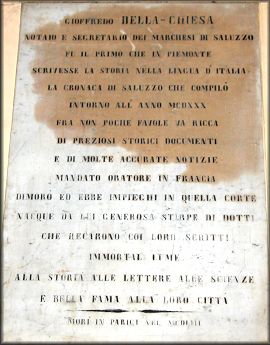 GIOFFREDO DELLA-CHIESA
NOTAIO E SEGRETARIO DEI MARCHESI DI SALUZZO
FU IL PRIMO CHE IN PIEMONTE
SCRIVESSE LA STORIA NELLA LINGUA D'ITALIA
LA CRONACA DI SALUZZO CHE COMPILÒ
INTORNO ALL'ANNO MCDXXX
FRA NON POCHE FAVOLE VA RICCA
DI PREZIOSI STORICI DOCUMENTI
E DI MOLTE ACCURATE NOTIZIE
MANDATO ORATORE IN FRANCIA
DIMORÒ ED EBBE IMPIEGHI IN QUELLA CORTE
NACQUE DA LUI GENEROSA STIRPE DI DOTTI
CHE RECARONO COI LORO SCRITTI
IMMORTAL LUME
ALLA STORIA ALLE LETTERE ALLE SCIENZE
E BELLA FAMA ALLA LORO CITTÀ
MORÌ IN PARIGI NEL